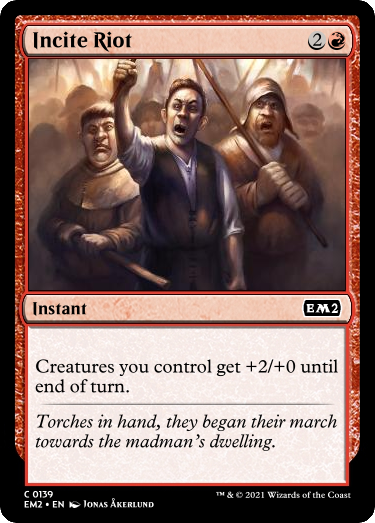 Incite Riot 2
Instant EM2
Creatures you control get +2/+0 until
end of turn.
Torches in hand, they began their march
towards the madman's dwelling.
C 0139
EM2 • EN Jonas Åkerlund ™ & © 2021 Wizards of the Coast